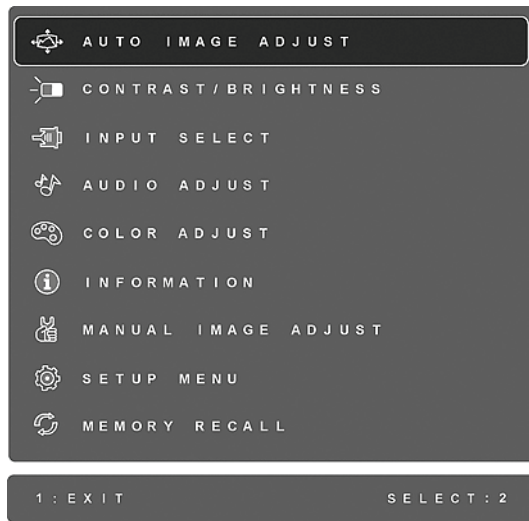 AUTO IMAGE ADJUST
CONTRAST/BRIGHTNESS
INPUT SELECT
AUDIO ADJUST
COLOR ADJUST
INFORMATION
MANUAL IMAGE ADJUST
SETUP MENU
MEMORY RECALL
1:EXIT SELECT:2